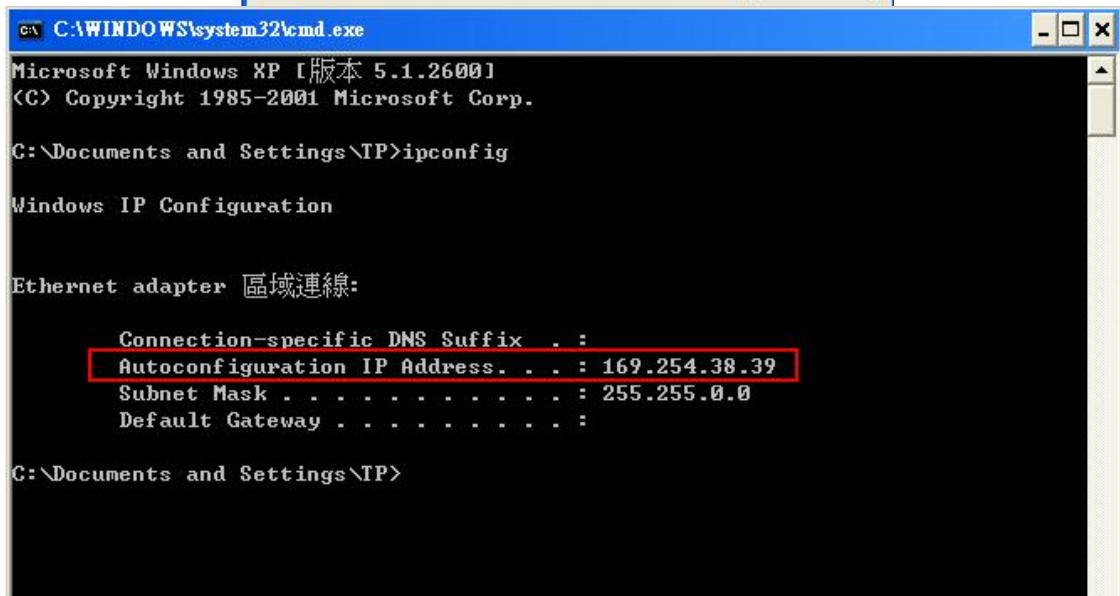 C:\WINDOWS\system32\cmd.exe
Microsoft Windows XP [版本 5.1.2600]
(C) Copyright 1985-2001 Microsoft Corp.
C:\Documents and Settings\TP>ipconfig
Windows IP Configuration
Ethernet adapter 區域連線:
Connection-specific DNS Suffix  . :
Autoconfiguration IP Address. . . : 169.254.38.39
Subnet Mask . . . . . . . . . . . : 255.255.0.0
Default Gateway . . . . . . . . . :
C:\Documents and Settings\TP>